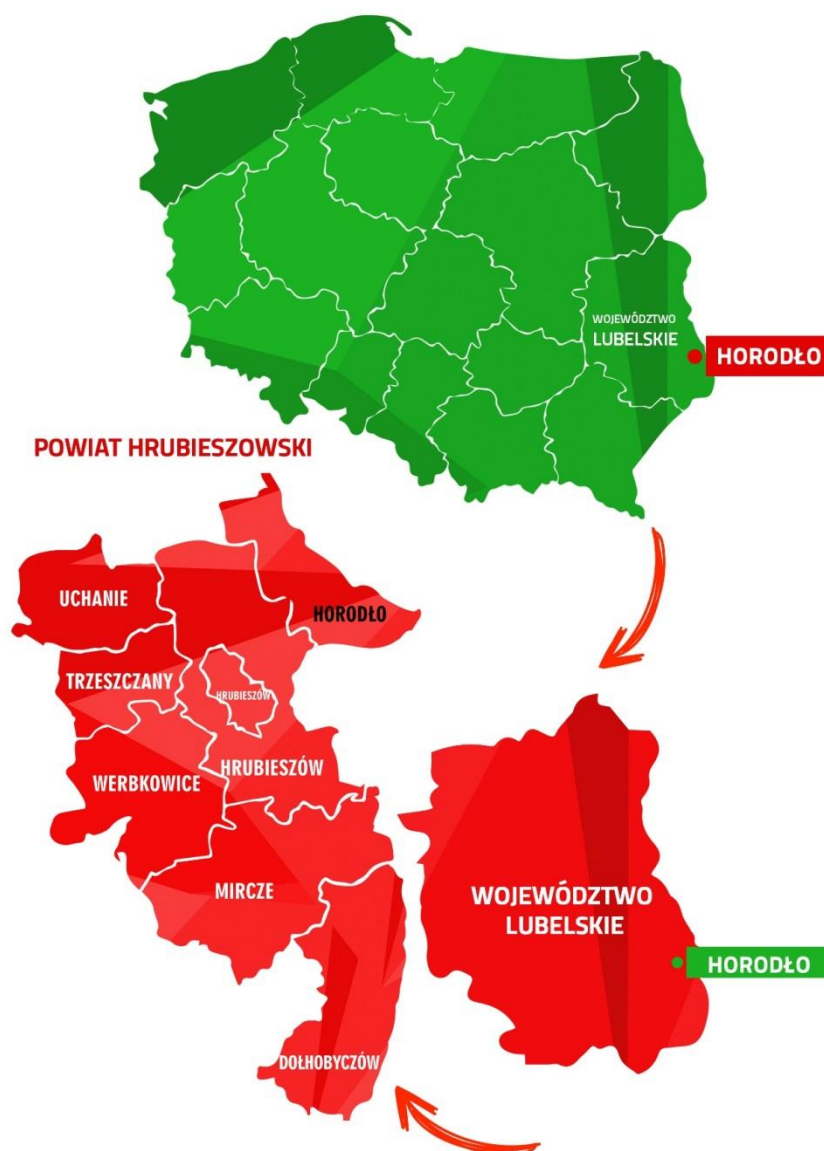 WOJEWÓDZTWO
LUBELSKIE
HORODŁO
POWIAT HRUBIESZOWSKI
UCHANIE
HORODŁO
TRZESZCZANY
HRUBIESZÓW
WERBKOWICE
HRUBIESZÓW
MIRCZE
DOŁHOBYCZÓW
WOJEWÓDZTWO
LUBELSKIE
HORODŁO